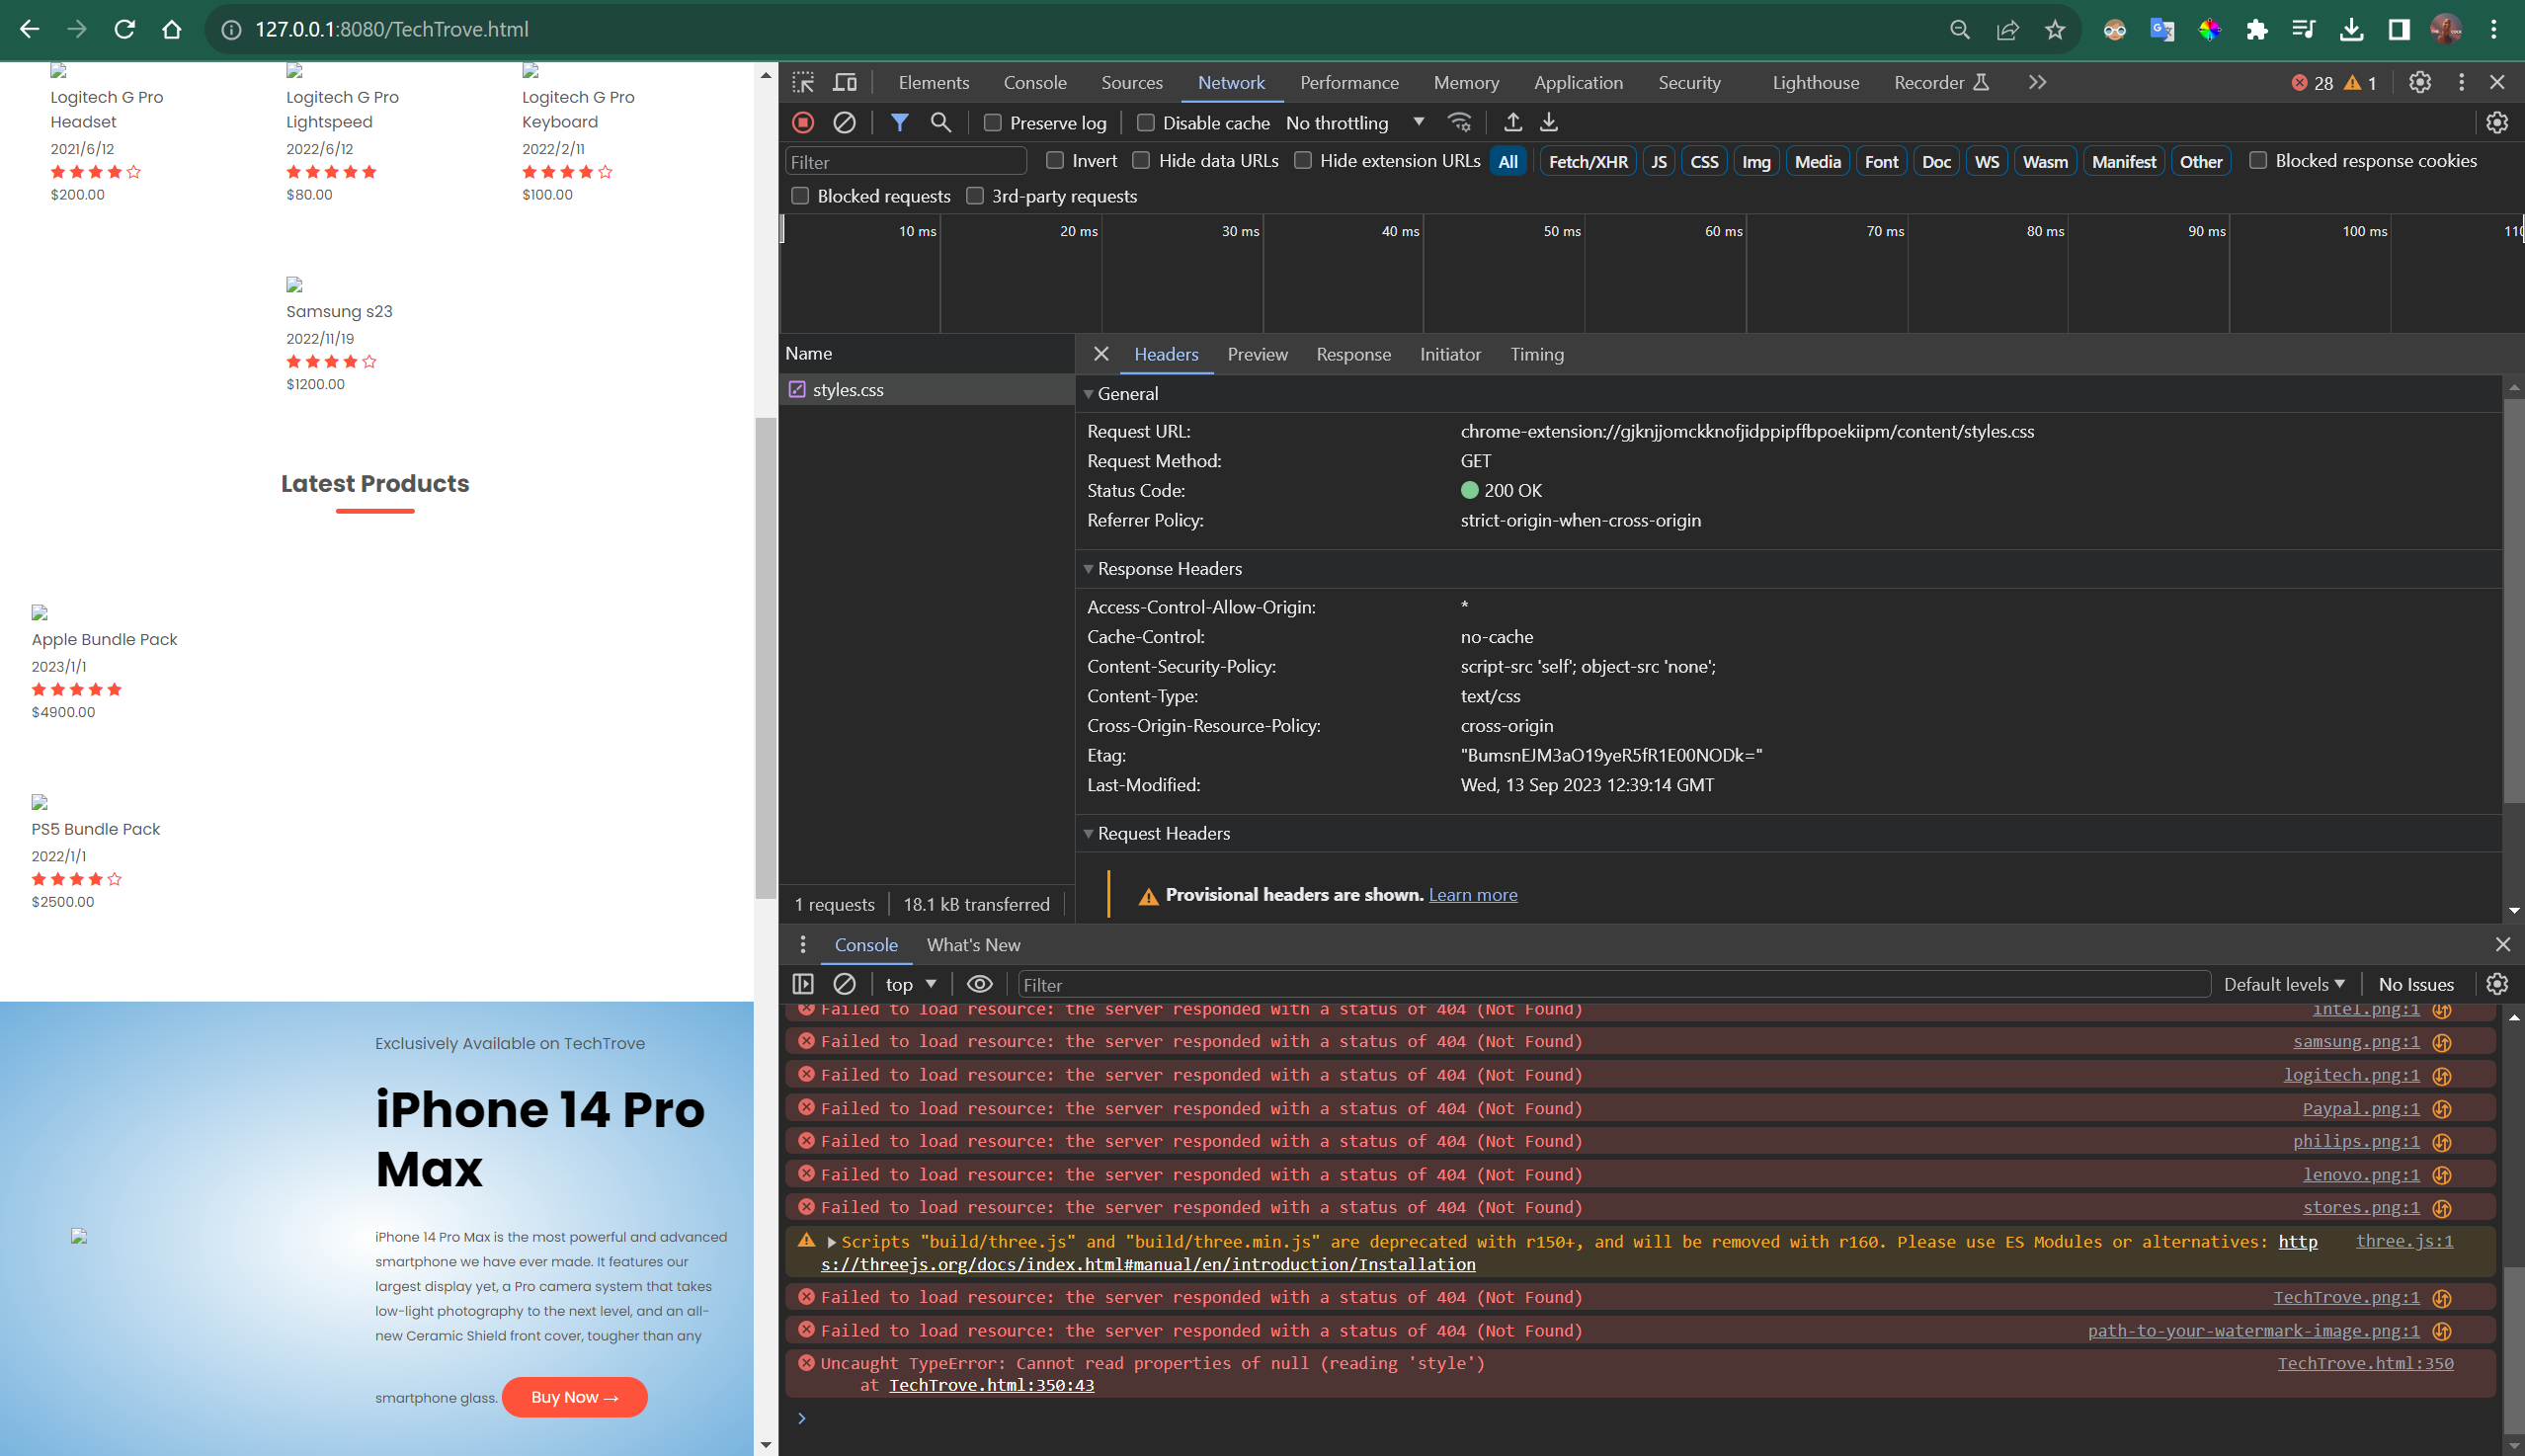 127.0.0.1:8080/TechTrove.html
Logitech G Pro
Headset
2021/6/12
$200.00
Logitech G Pro
Lightspeed
2022/6/12
$80.00
Logitech G Pro
Keyboard
2022/2/11
$100.00
Samsung s23
2022/11/19
$1200.00
Latest Products
Apple Bundle Pack
2023/1/1
$4900.00
PS5 Bundle Pack
2022/1/1
$2500.00
Exclusively Available on TechTrove
iPhone 14 Pro
Max
iPhone 14 Pro Max is the most powerful and advanced
smartphone we have ever made. It features our
largest display yet, a Pro camera system that takes
low-light photography to the next level, and an all-
new Ceramic Shield front cover, tougher than any
smartphone glass. Buy Now →
Elements Console Sources Network Performance Memory Application Security Lighthouse Recorder 28 1
Preserve log Disable cache No throttling
Filter Invert Hide data URLs Hide extension URLs All Fetch/XHR JS CSS Img Media Font Doc WS Wasm Manifest Other Blocked response cookies
Blocked requests 3rd-party requests
10 ms 20 ms 30 ms 40 ms 50 ms 60 ms 70 ms 80 ms 90 ms 100 ms 110
Name
styles.css
1 requests 18.1 kB transferred
Headers Preview Response Initiator Timing
General
Request URL: chrome-extension://gjknjjomckknofjidppipffbpoekiipm/content/styles.css
Request Method: GET
Status Code: 200 OK
Referrer Policy: strict-origin-when-cross-origin
Response Headers
Access-Control-Allow-Origin: *
Cache-Control: no-cache
Content-Security-Policy: script-src 'self'; object-src 'none';
Content-Type: text/css
Cross-Origin-Resource-Policy: cross-origin
Etag: "BumsnEJM3aO19yeR5fR1E00NODk="
Last-Modified: Wed, 13 Sep 2023 12:39:14 GMT
Request Headers
Provisional headers are shown. Learn more
Console What's New
top Filter Default levels No Issues
Failed to load resource: the server responded with a status of 404 (Not Found) intel.png:1
Failed to load resource: the server responded with a status of 404 (Not Found) samsung.png:1
Failed to load resource: the server responded with a status of 404 (Not Found) logitech.png:1
Failed to load resource: the server responded with a status of 404 (Not Found) Paypal.png:1
Failed to load resource: the server responded with a status of 404 (Not Found) philips.png:1
Failed to load resource: the server responded with a status of 404 (Not Found) lenovo.png:1
Failed to load resource: the server responded with a status of 404 (Not Found) stores.png:1
Scripts "build/three.js" and "build/three.min.js" are deprecated with r150+, and will be removed with r160. Please use ES Modules or alternatives: http three.js:1
s://threejs.org/docs/index.html#manual/en/introduction/Installation
Failed to load resource: the server responded with a status of 404 (Not Found) TechTrove.png:1
Failed to load resource: the server responded with a status of 404 (Not Found) path-to-your-watermark-image.png:1
Uncaught TypeError: Cannot read properties of null (reading 'style') TechTrove.html:350
at TechTrove.html:350:43